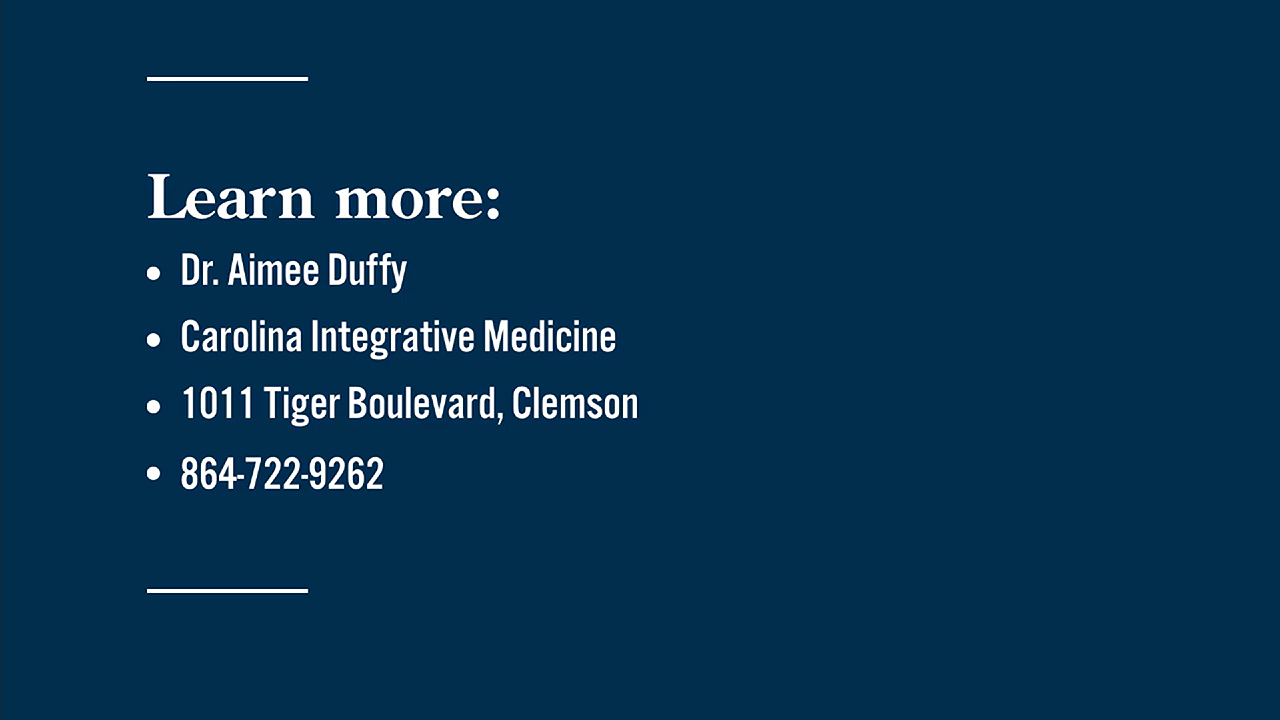 Learn more:
• Dr. Aimee Duffy
• Carolina Integrative Medicine
• 1011 Tiger Boulevard, Clemson
• 864-722-9262